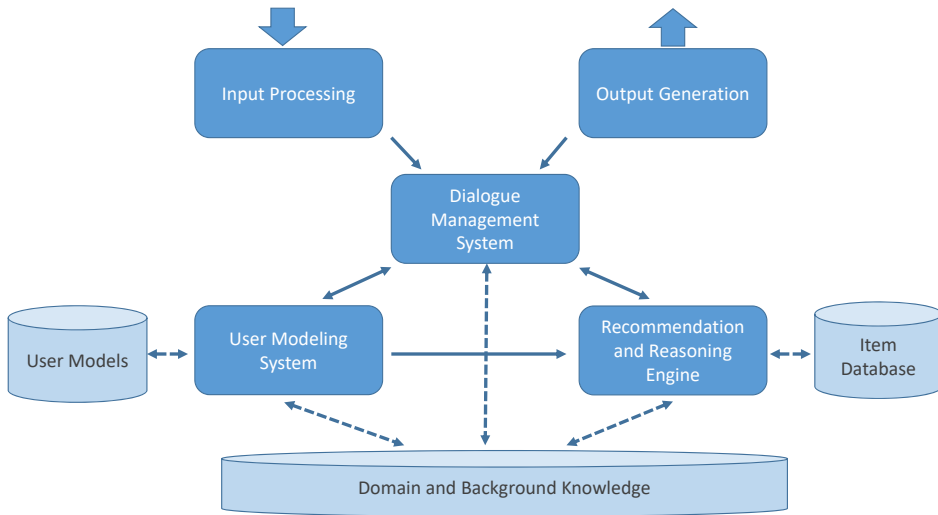 Input Processing
Output Generation
Dialogue
Management
System
User Models
User Modeling
System
Recommendation
and Reasoning
Engine
Item
Database
Domain and Background Knowledge